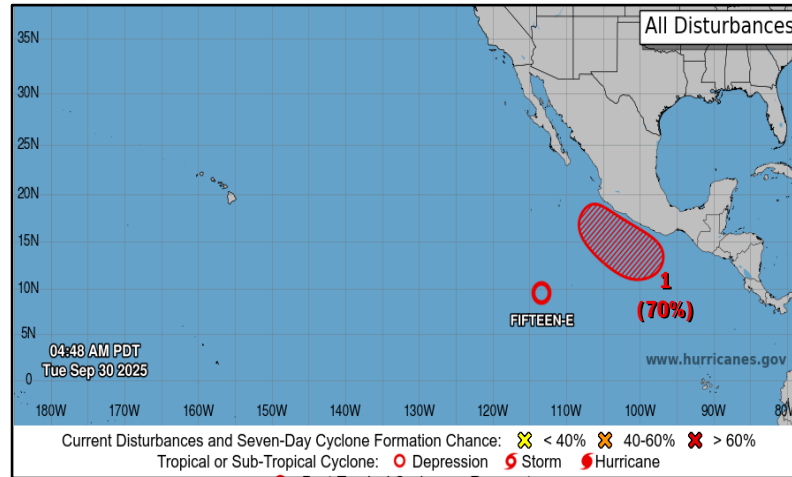 All Disturbances
35N
30N
25N
20N
15N
10N
5N
0
1
(70%)
FIFTEEN-E
04:48 AM PDT
Tue Sep 30 2025
www.hurricanes.gov
180W 170W 160W 150W 140W 130W 120W 110W 100W 90W 80W
Current Disturbances and Seven-Day Cyclone Formation Chance: < 40% 40-60% > 60%
Tropical or Sub-Tropical Cyclone: Depression Storm Hurricane